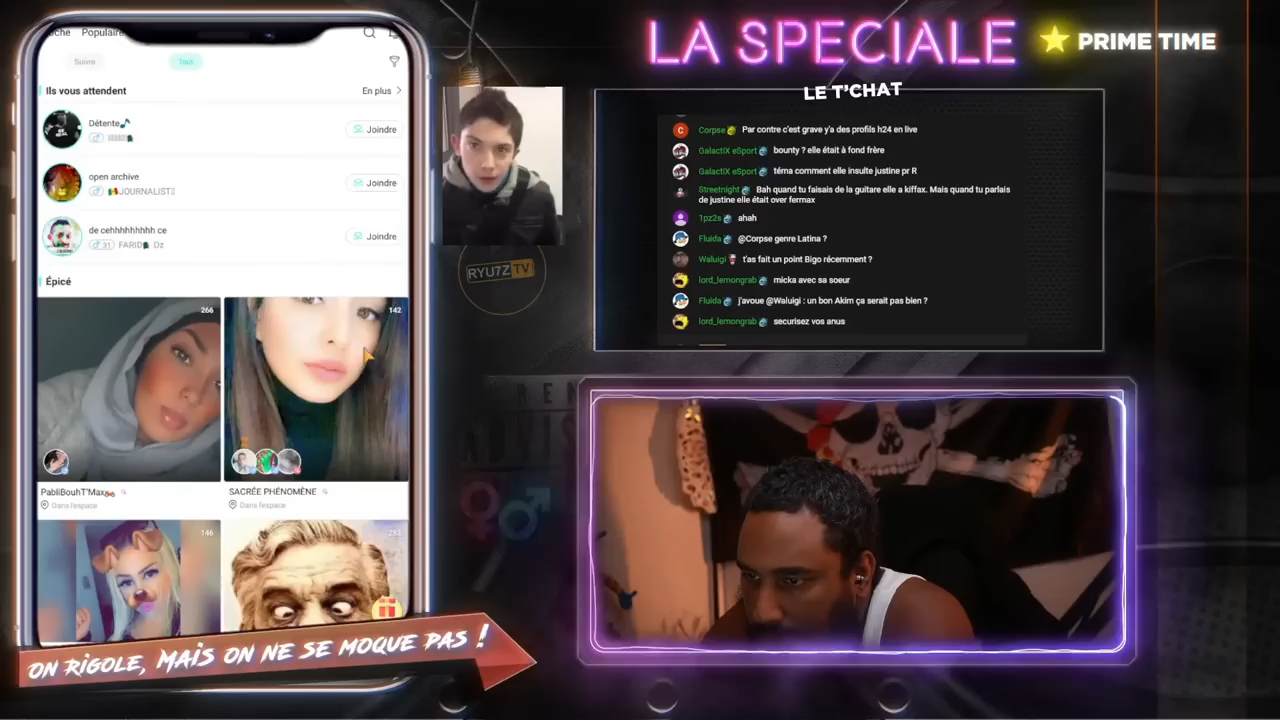 oche Populaire
Suivre Tout
Ils vous attendent En plus
Détente
Joindre
open archive
JOURNALIST
Joindre
de cehhhhhhhhh ce
31 FARID Dz
Joindre
Épicé
266
142
PabliBouhT'Max
Dans l'espace
SACRÉE PHÉNOMÈNE
Dans l'espace
146
ON RiGOLE, MAiS ON NE SE MOQUE PAS !
RYU7Z TV
LA SPECIALE
PRIME TIME
LE T'CHAT
C Corpse Par contre c'est grave y'a des profils h24 en live
GalactiX eSport bounty ? elle était à fond frère
GalactiX eSport téma comment elle insulte justine pr R
Streetnight Bah quand tu faisais de la guitare elle a kiffax. Mais quand tu parlais
de justine elle était over fermax
1pz2s ahah
Fluida @Corpse genre Latina ?
Waluigi t'as fait un point Bigo récemment ?
lord_lemongrab micka avec sa soeur
Fluida j'avoue @Waluigi : un bon Akim ça serait pas bien ?
lord_lemongrab securisez vos anus